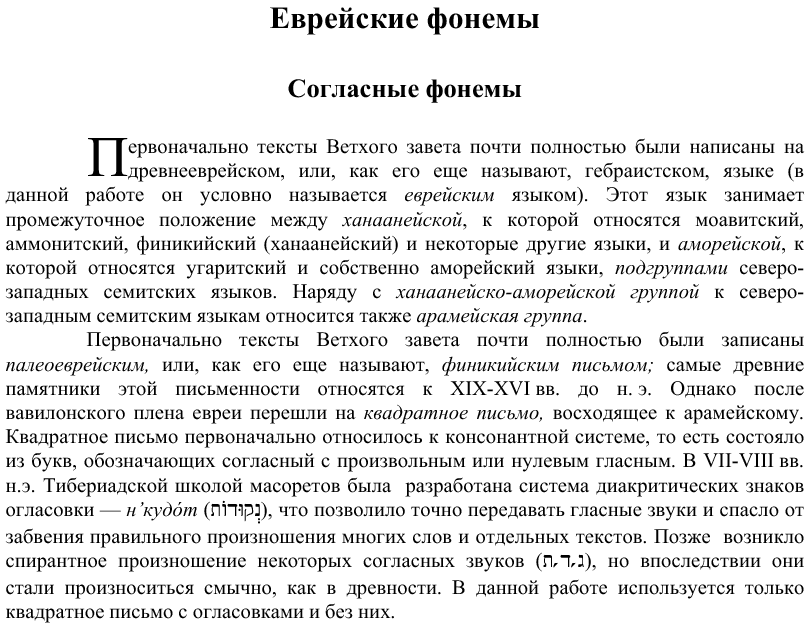 Еврейские фонемы
Согласные фонемы
Первоначально тексты Ветхого завета почти полностью были написаны на
древнееврейском, или, как его еще называют, гебраистском, языке (в
данной работе он условно называется еврейским языком). Этот язык занимает
промежуточное положение между ханаанейской, к которой относятся моавитский,
аммонитский, финикийский (ханаанейский) и некоторые другие языки, и аморейской, к
которой относятся угаритский и собственно аморейский языки, подгруппами северо-
западных семитских языков. Наряду с ханаанейско-аморейской группой к северо-
западным семитским языкам относится также арамейская группа.
Первоначально тексты Ветхого завета почти полностью были записаны
палеоеврейским, или, как его еще называют, финикийским письмом; самые древние
памятники этой письменности относятся к XIX-XVI вв. до н. э. Однако после
вавилонского плена евреи перешли на квадратное письмо, восходящее к арамейскому.
Квадратное письмо первоначально относилось к консонантной системе, то есть состояло
из букв, обозначающих согласный с произвольным или нулевым гласным. В VII-VIII вв.
н.э. Тибериадской школой масоретов была разработана система диакритических знаков
огласовки — н’кудóт (נְקוּדוֹת), что позволило точно передавать гласные звуки и спасло от
забвения правильного произношения многих слов и отдельных текстов. Позже возникло
спирантное произношение некоторых согласных звуков (ג,ד,ת), но впоследствии они
стали произноситься смычно, как в древности. В данной работе используется только
квадратное письмо с огласовками и без них.